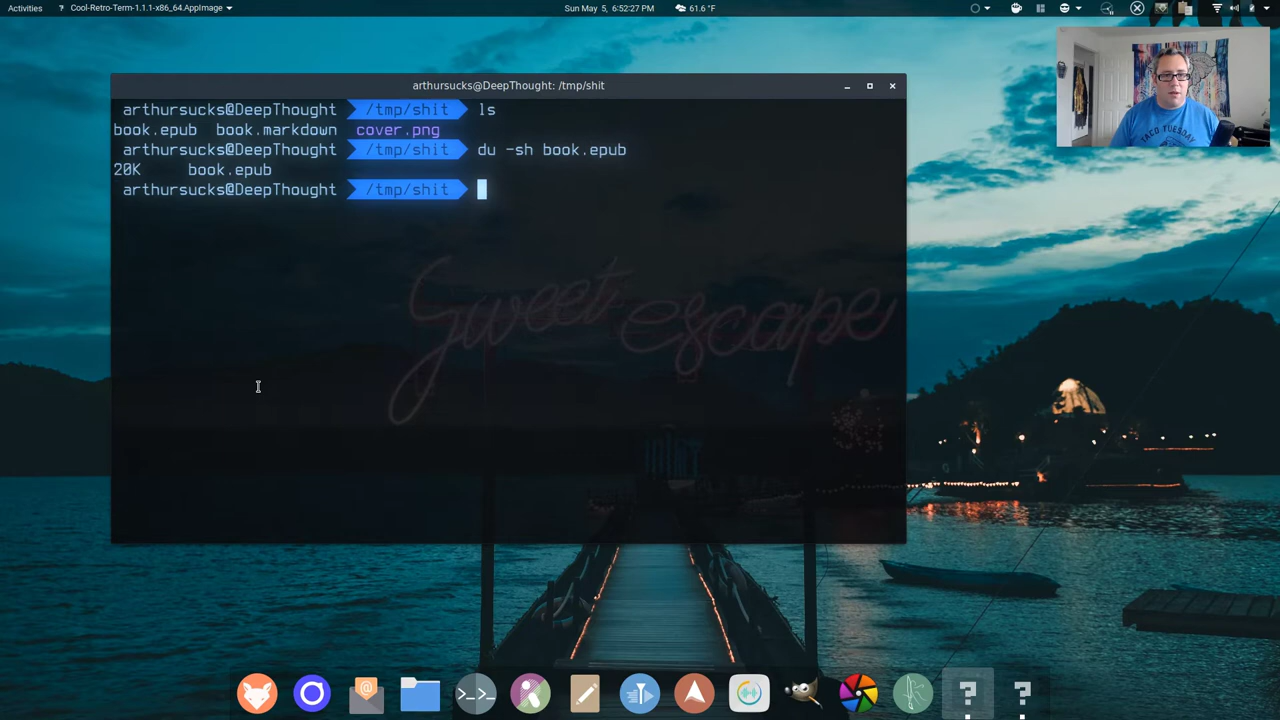 Activities ? Cool-Retro-Term-1.1.1-x86_64.AppImage Sun May 5, 6:52:27 PM 61.6 °F
arthursucks@DeepThought: /tmp/shit
arthursucks@DeepThought /tmp/shit ls
book.epub book.markdown cover.png
arthursucks@DeepThought /tmp/shit du -sh book.epub
20K book.epub
arthursucks@DeepThought /tmp/shit
Sweet escape
TACO TUESDAY
@ >_>_ ? ?